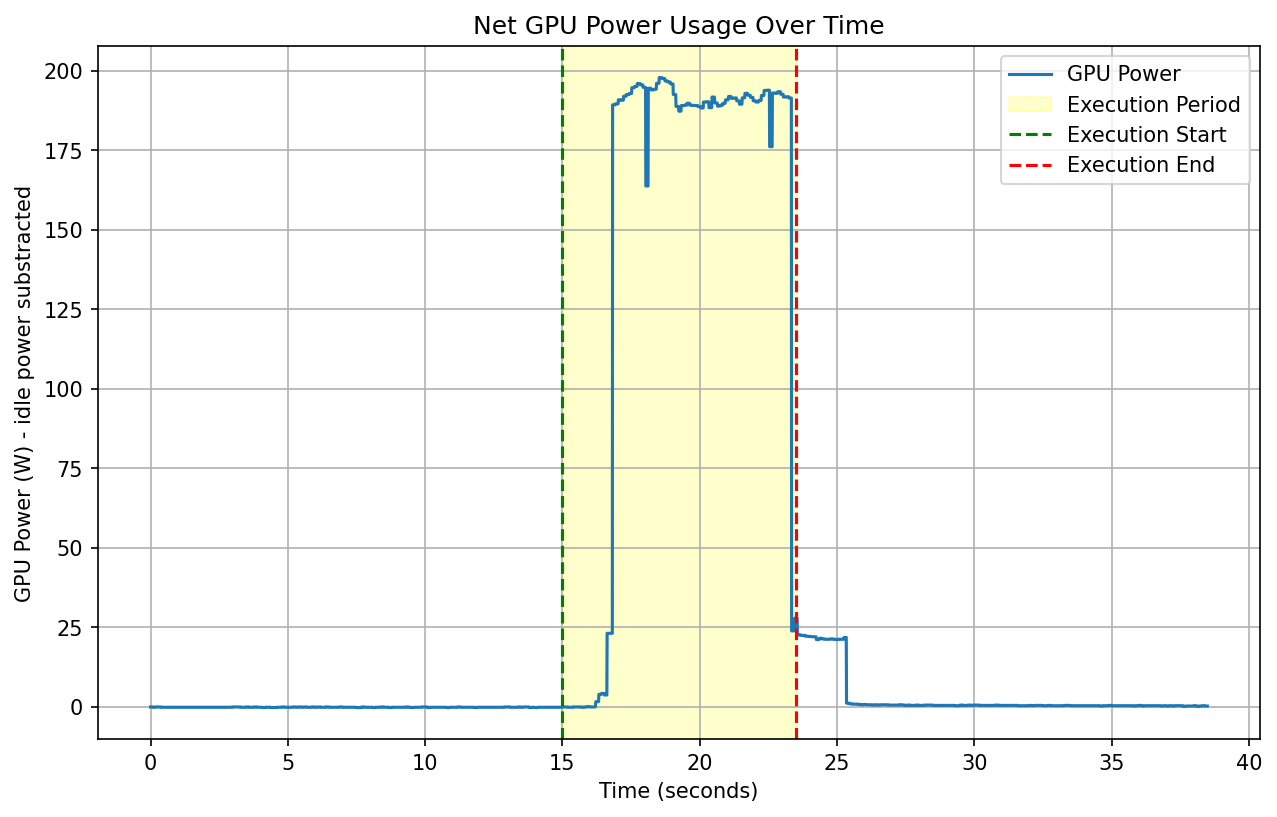 Net GPU Power Usage Over Time
GPU Power (W) - idle power substracted
200
175
150
125
100
75
50
25
0
GPU Power
Execution Period
Execution Start
Execution End
0 5 10 15 20 25 30 35 40
Time (seconds)